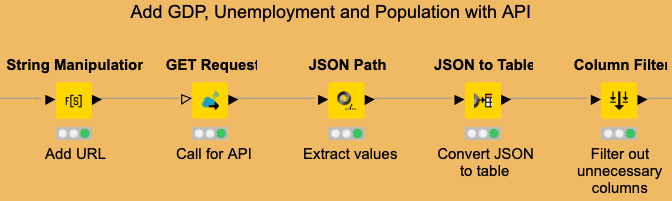 Add GDP, Unemployment and Population with API
String Manipulation
GET Request
JSON Path
JSON to Table
Column Filter
F[S]
Add URL
Call for API
Extract values
Convert JSON
to table
Filter out
unnecessary
columns